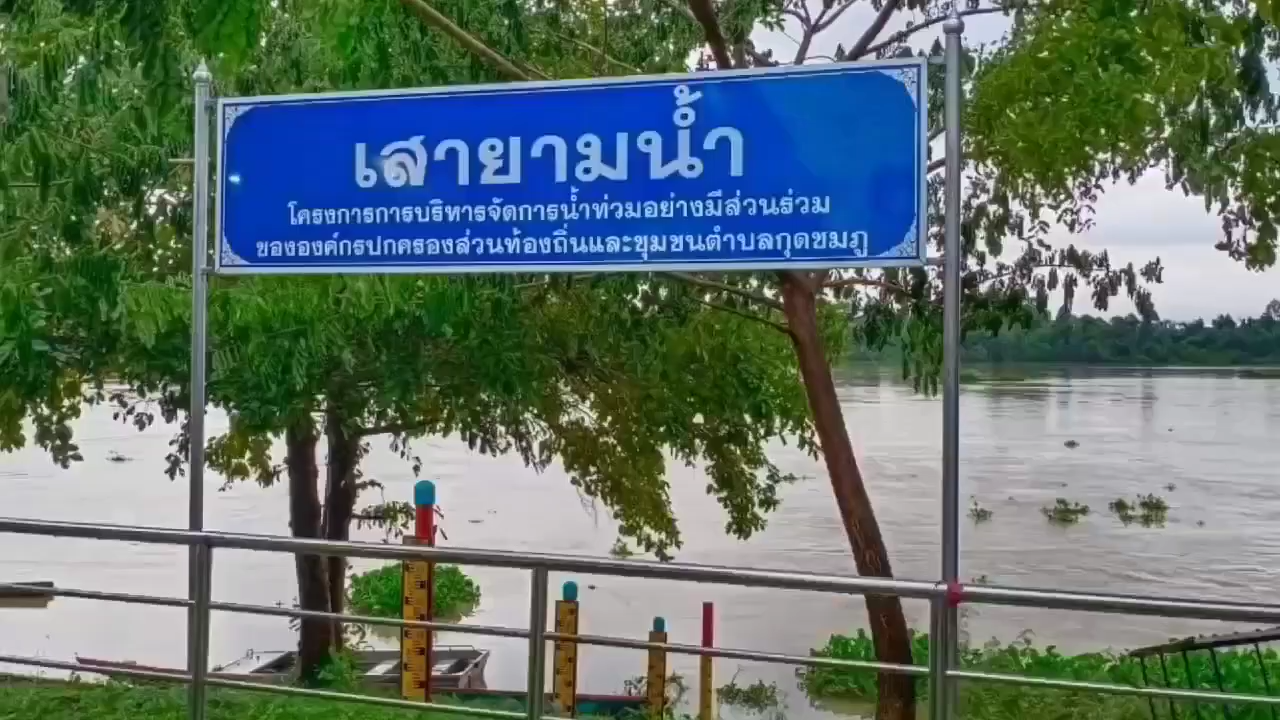 เสายามน้ำ
โครงการการบริหารจัดการน้ำท่วมอย่างมีส่วนร่วม
ขององค์กรปกครองส่วนท้องถิ่นและชุมชนตำบลกุดชมภู